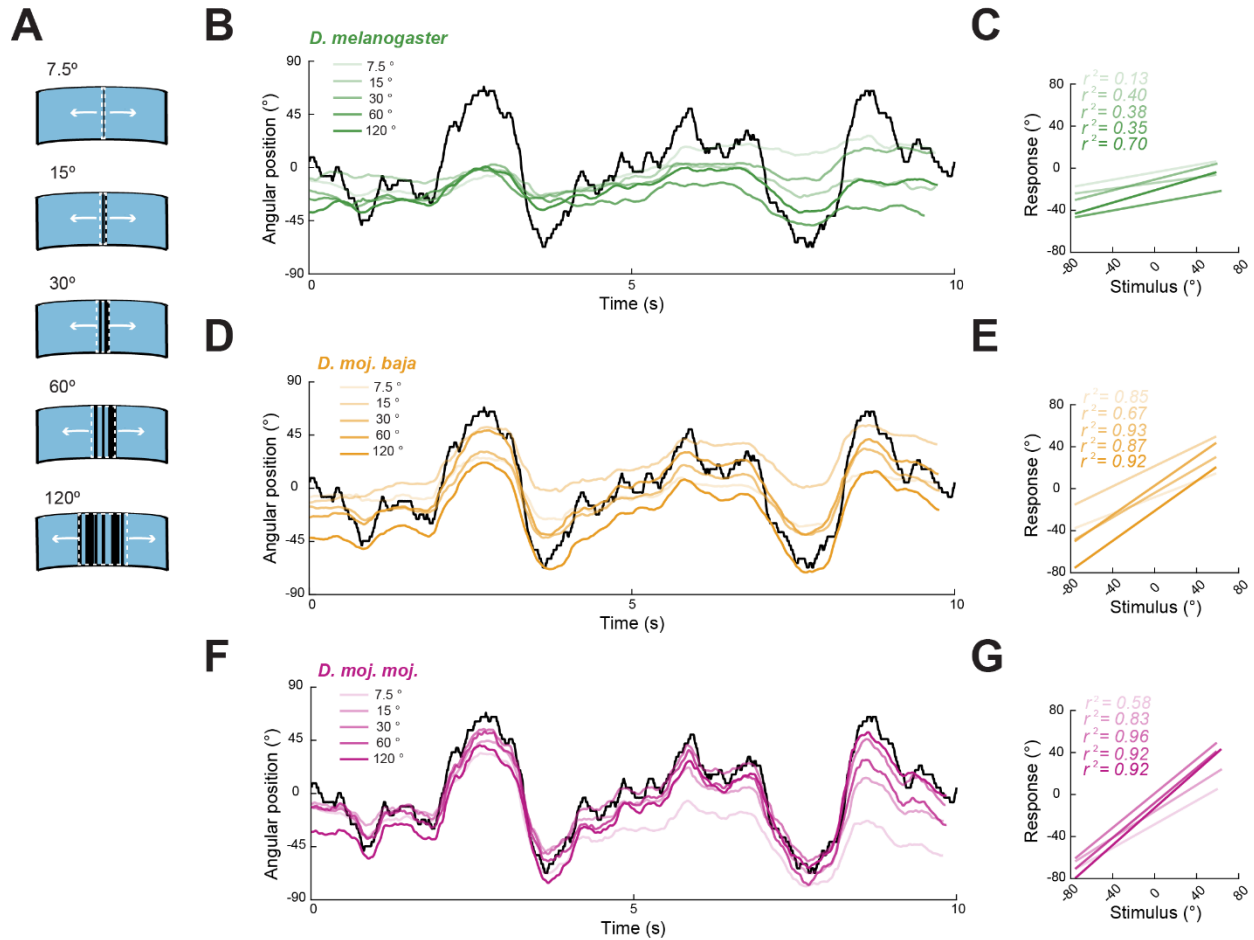 A
7.5º
15º
30º
60º
120º
B
D. melanogaster
7.5 °
15 °
30 °
60 °
120 °
Angular position (°)
90
45
0
-45
-90
0
5
10
Time (s)
C
r² = 0.13
r² = 0.40
r² = 0.38
r² = 0.35
r² = 0.70
Response (°)
80
40
0
-40
-80
-80
-40
0
40
80
Stimulus (°)
D
D. moj. baja
7.5 °
15 °
30 °
60 °
120 °
Angular position (°)
90
45
0
-45
-90
0
5
10
Time (s)
E
r² = 0.85
r² = 0.67
r² = 0.93
r² = 0.87
r² = 0.92
Response (°)
80
40
0
-40
-80
-80
-40
0
40
80
Stimulus (°)
F
D. moj. moj.
7.5 °
15 °
30 °
60 °
120 °
Angular position (°)
90
45
0
-45
-90
0
5
10
Time (s)
G
r² = 0.58
r² = 0.83
r² = 0.96
r² = 0.92
r² = 0.92
Response (°)
80
40
0
-40
-80
-80
-40
0
40
80
Stimulus (°)